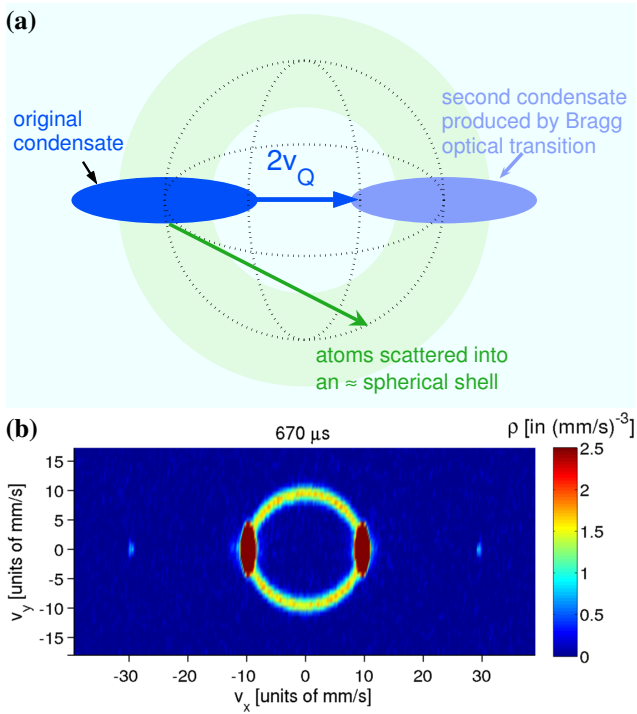 (a)
original
condensate
second condensate
produced by Bragg
optical transition
2v_Q
atoms scattered into
an ≈ spherical shell
(b)
670 μs
ρ [in (mm/s)^-3]
v_y [units of mm/s]
15
10
5
0
-5
-10
-15
-30
-20
-10
0
10
20
30
v_x [units of mm/s]
2.5
2
1.5
1
0.5
0